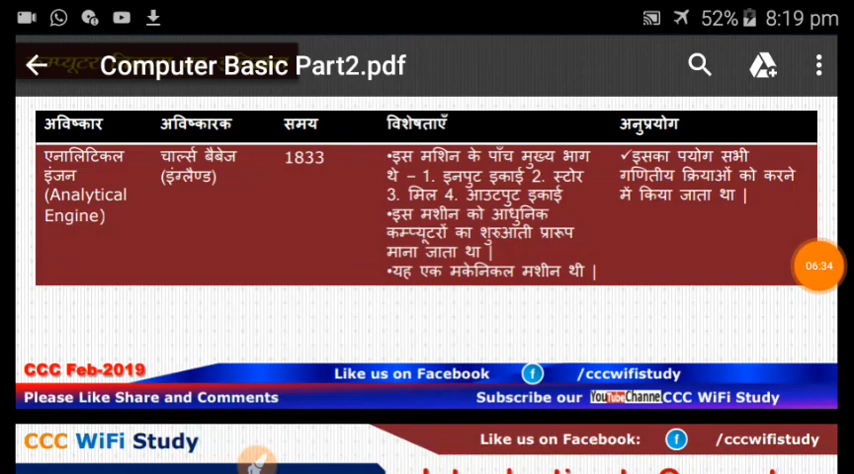 52% 8:19 pm
Computer Basic Part2.pdf
अविष्कार अविष्कारक समय विशेषताएँ अनुप्रयोग
एनालिटिकल चार्ल्स बैबेज 1833 •इस मशिन के पाँच मुख्य भाग ✓इसका पयोग सभी
इंजन (इंग्लैण्ड) थे – 1. इनपुट इकाई 2. स्टोर गणितीय क्रियाओं को करने
(Analytical 3. मिल 4. आउटपुट इकाई में किया जाता था |
Engine) •इस मशीन को आधुनिक
कम्प्यूटरों का शुरुआती प्रारूप
माना जाता था |
•यह एक मकेनिकल मशीन थी |
06:34
CCC Feb-2019 Like us on Facebook f /cccwifistudy
Please Like Share and Comments Subscribe our YouTube Channel CCC WiFi Study
CCC WiFi Study Like us on Facebook: f /cccwifistudy